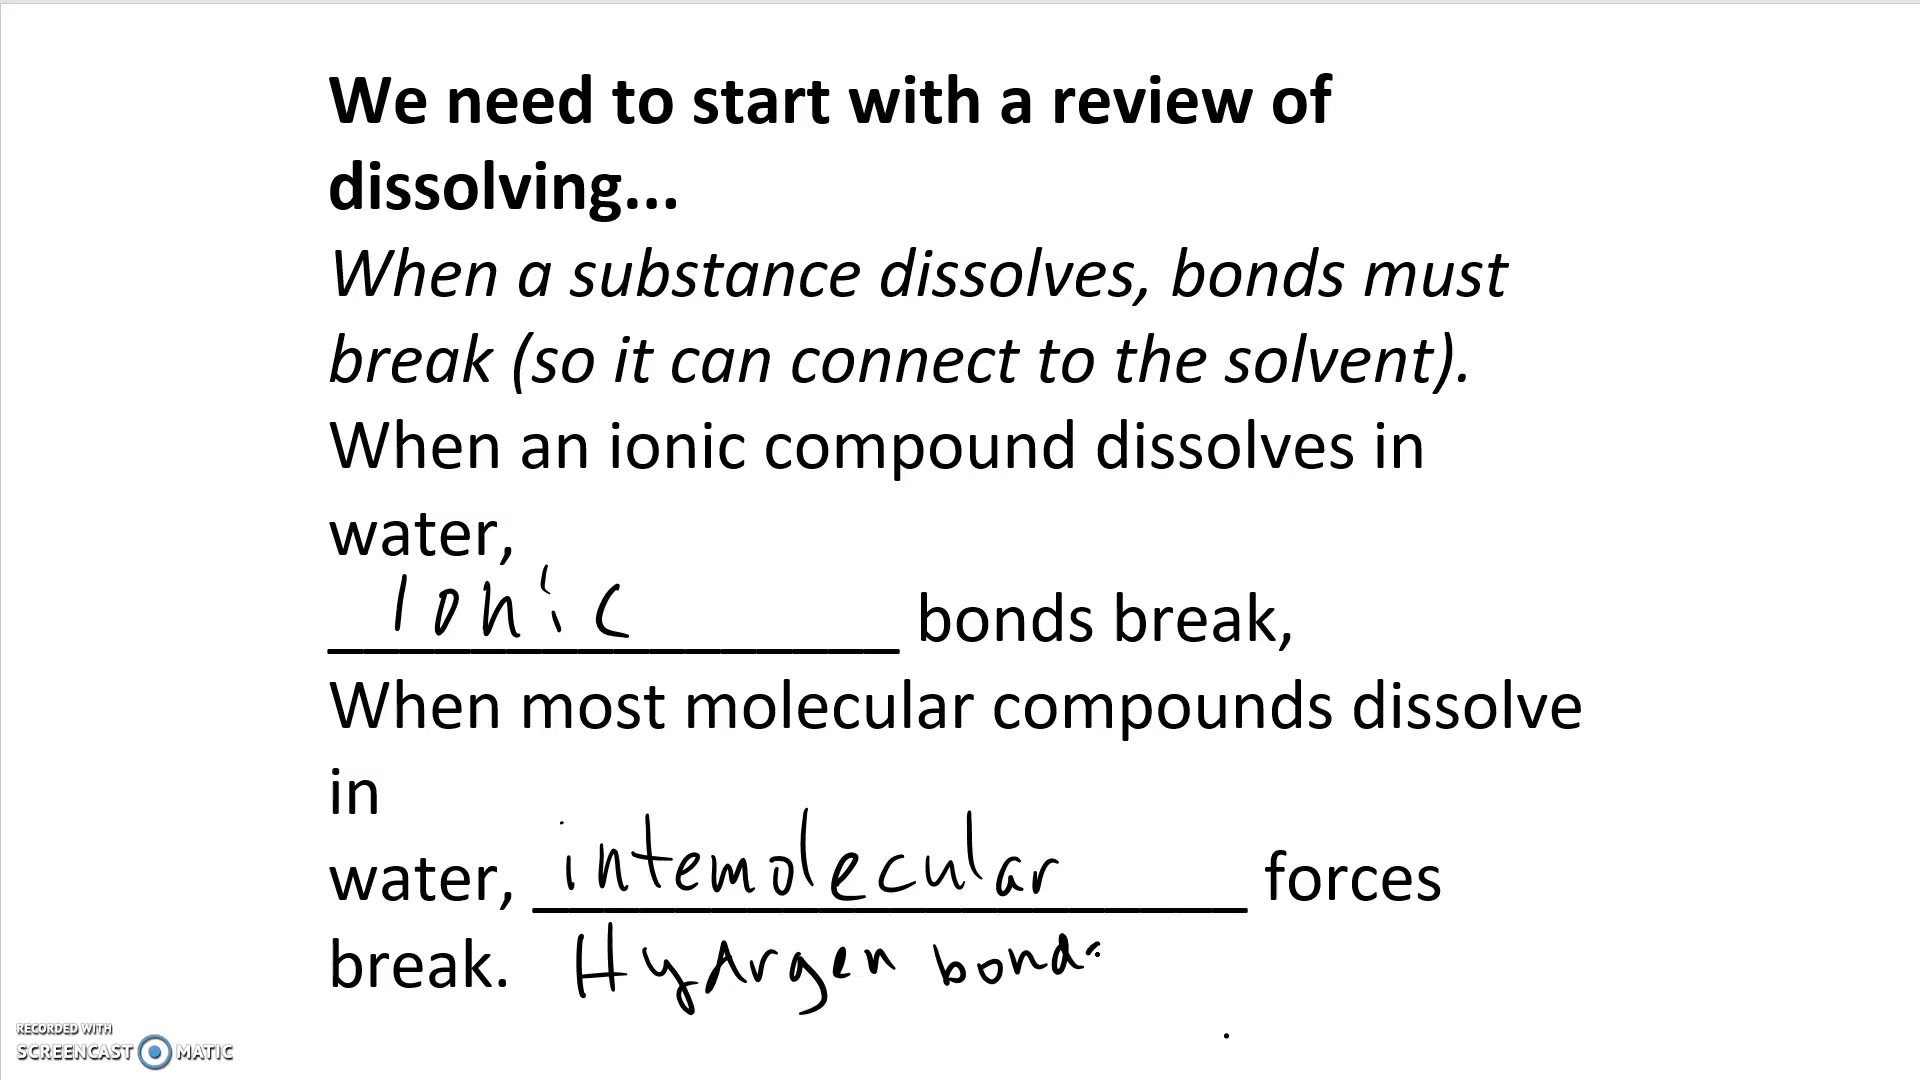 We need to start with a review of
dissolving...
When a substance dissolves, bonds must
break (so it can connect to the solvent).
When an ionic compound dissolves in
water,
Ionic bonds break,
When most molecular compounds dissolve
in
water, intemolecular forces
break. Hydrgen bonds
RECORDED WITH
SCREENCAST MATIC